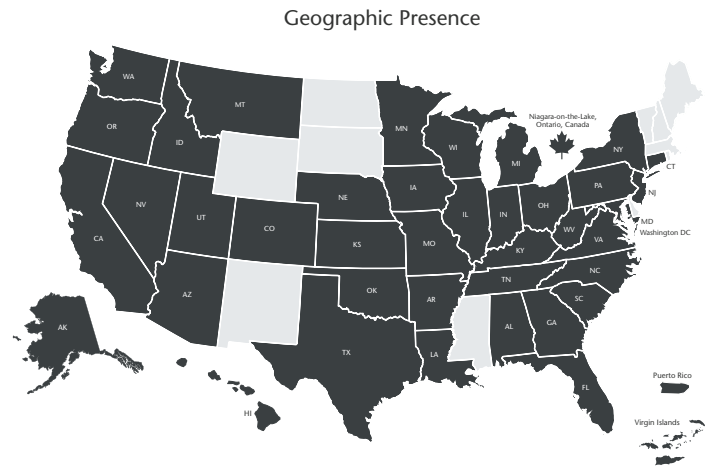 Geographic Presence
WA
MT
OR
ID
MN
WI
MI
Niagara-on-the-Lake,
Ontario, Canada
NY
CT
NJ
PA
IA
NE
NV
UT
CO
CA
IL
IN
OH
MD
Washington DC
WV
VA
KS
MO
KY
NC
TN
SC
AZ
OK
AR
AL
GA
TX
LA
FL
AK
HI
Puerto Rico
Virgin Islands